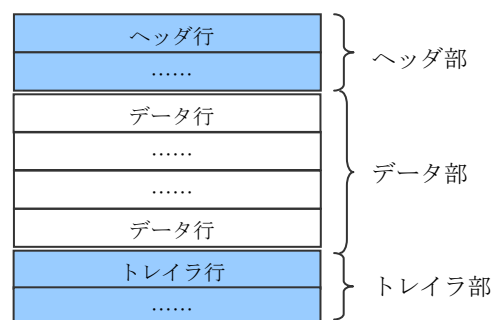 ヘッダ行
……
ヘッダ部
データ行
……
……
データ行
データ部
トレイラ行
……
トレイラ部